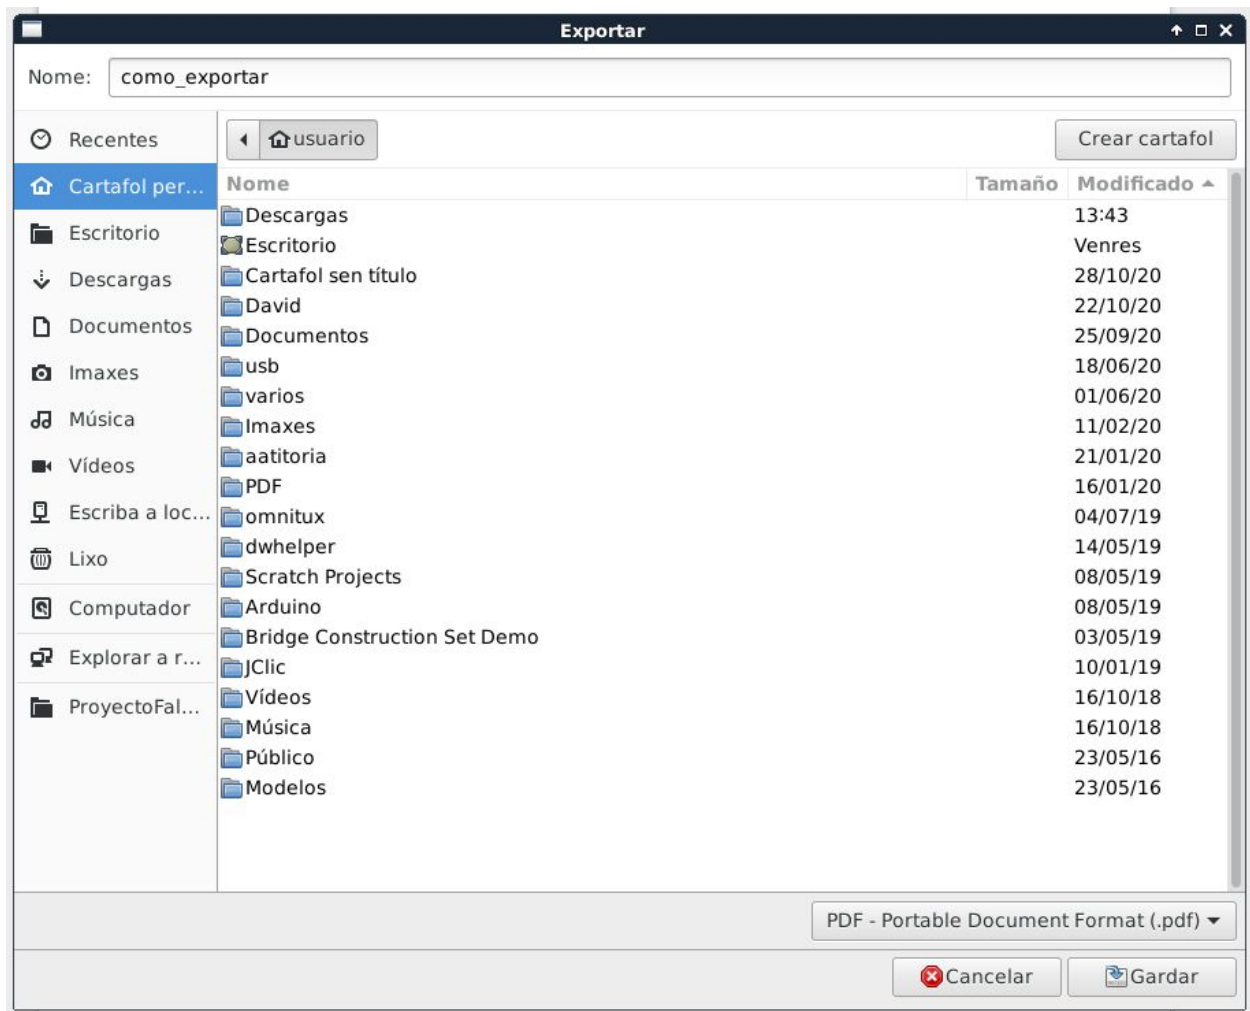 Exportar
Nome: como_exportar
Recentes
Cartafol per...
Escritorio
Descargas
Documentos
Imaxes
Música
Vídeos
Escriba a loc...
Lixo
Computador
Explorar a r...
ProyectoFal...
usuario Crear cartafol
Nome Tamaño Modificado
Descargas 13:43
Escritorio Venres
Cartafol sen título 28/10/20
David 22/10/20
Documentos 25/09/20
usb 18/06/20
varios 01/06/20
Imaxes 11/02/20
aatitoria 21/01/20
PDF 16/01/20
omnitux 04/07/19
dwhelper 14/05/19
Scratch Projects 08/05/19
Arduino 08/05/19
Bridge Construction Set Demo 03/05/19
JClic 10/01/19
Vídeos 16/10/18
Música 16/10/18
Público 23/05/16
Modelos 23/05/16
PDF - Portable Document Format (.pdf)
Cancelar Gardar